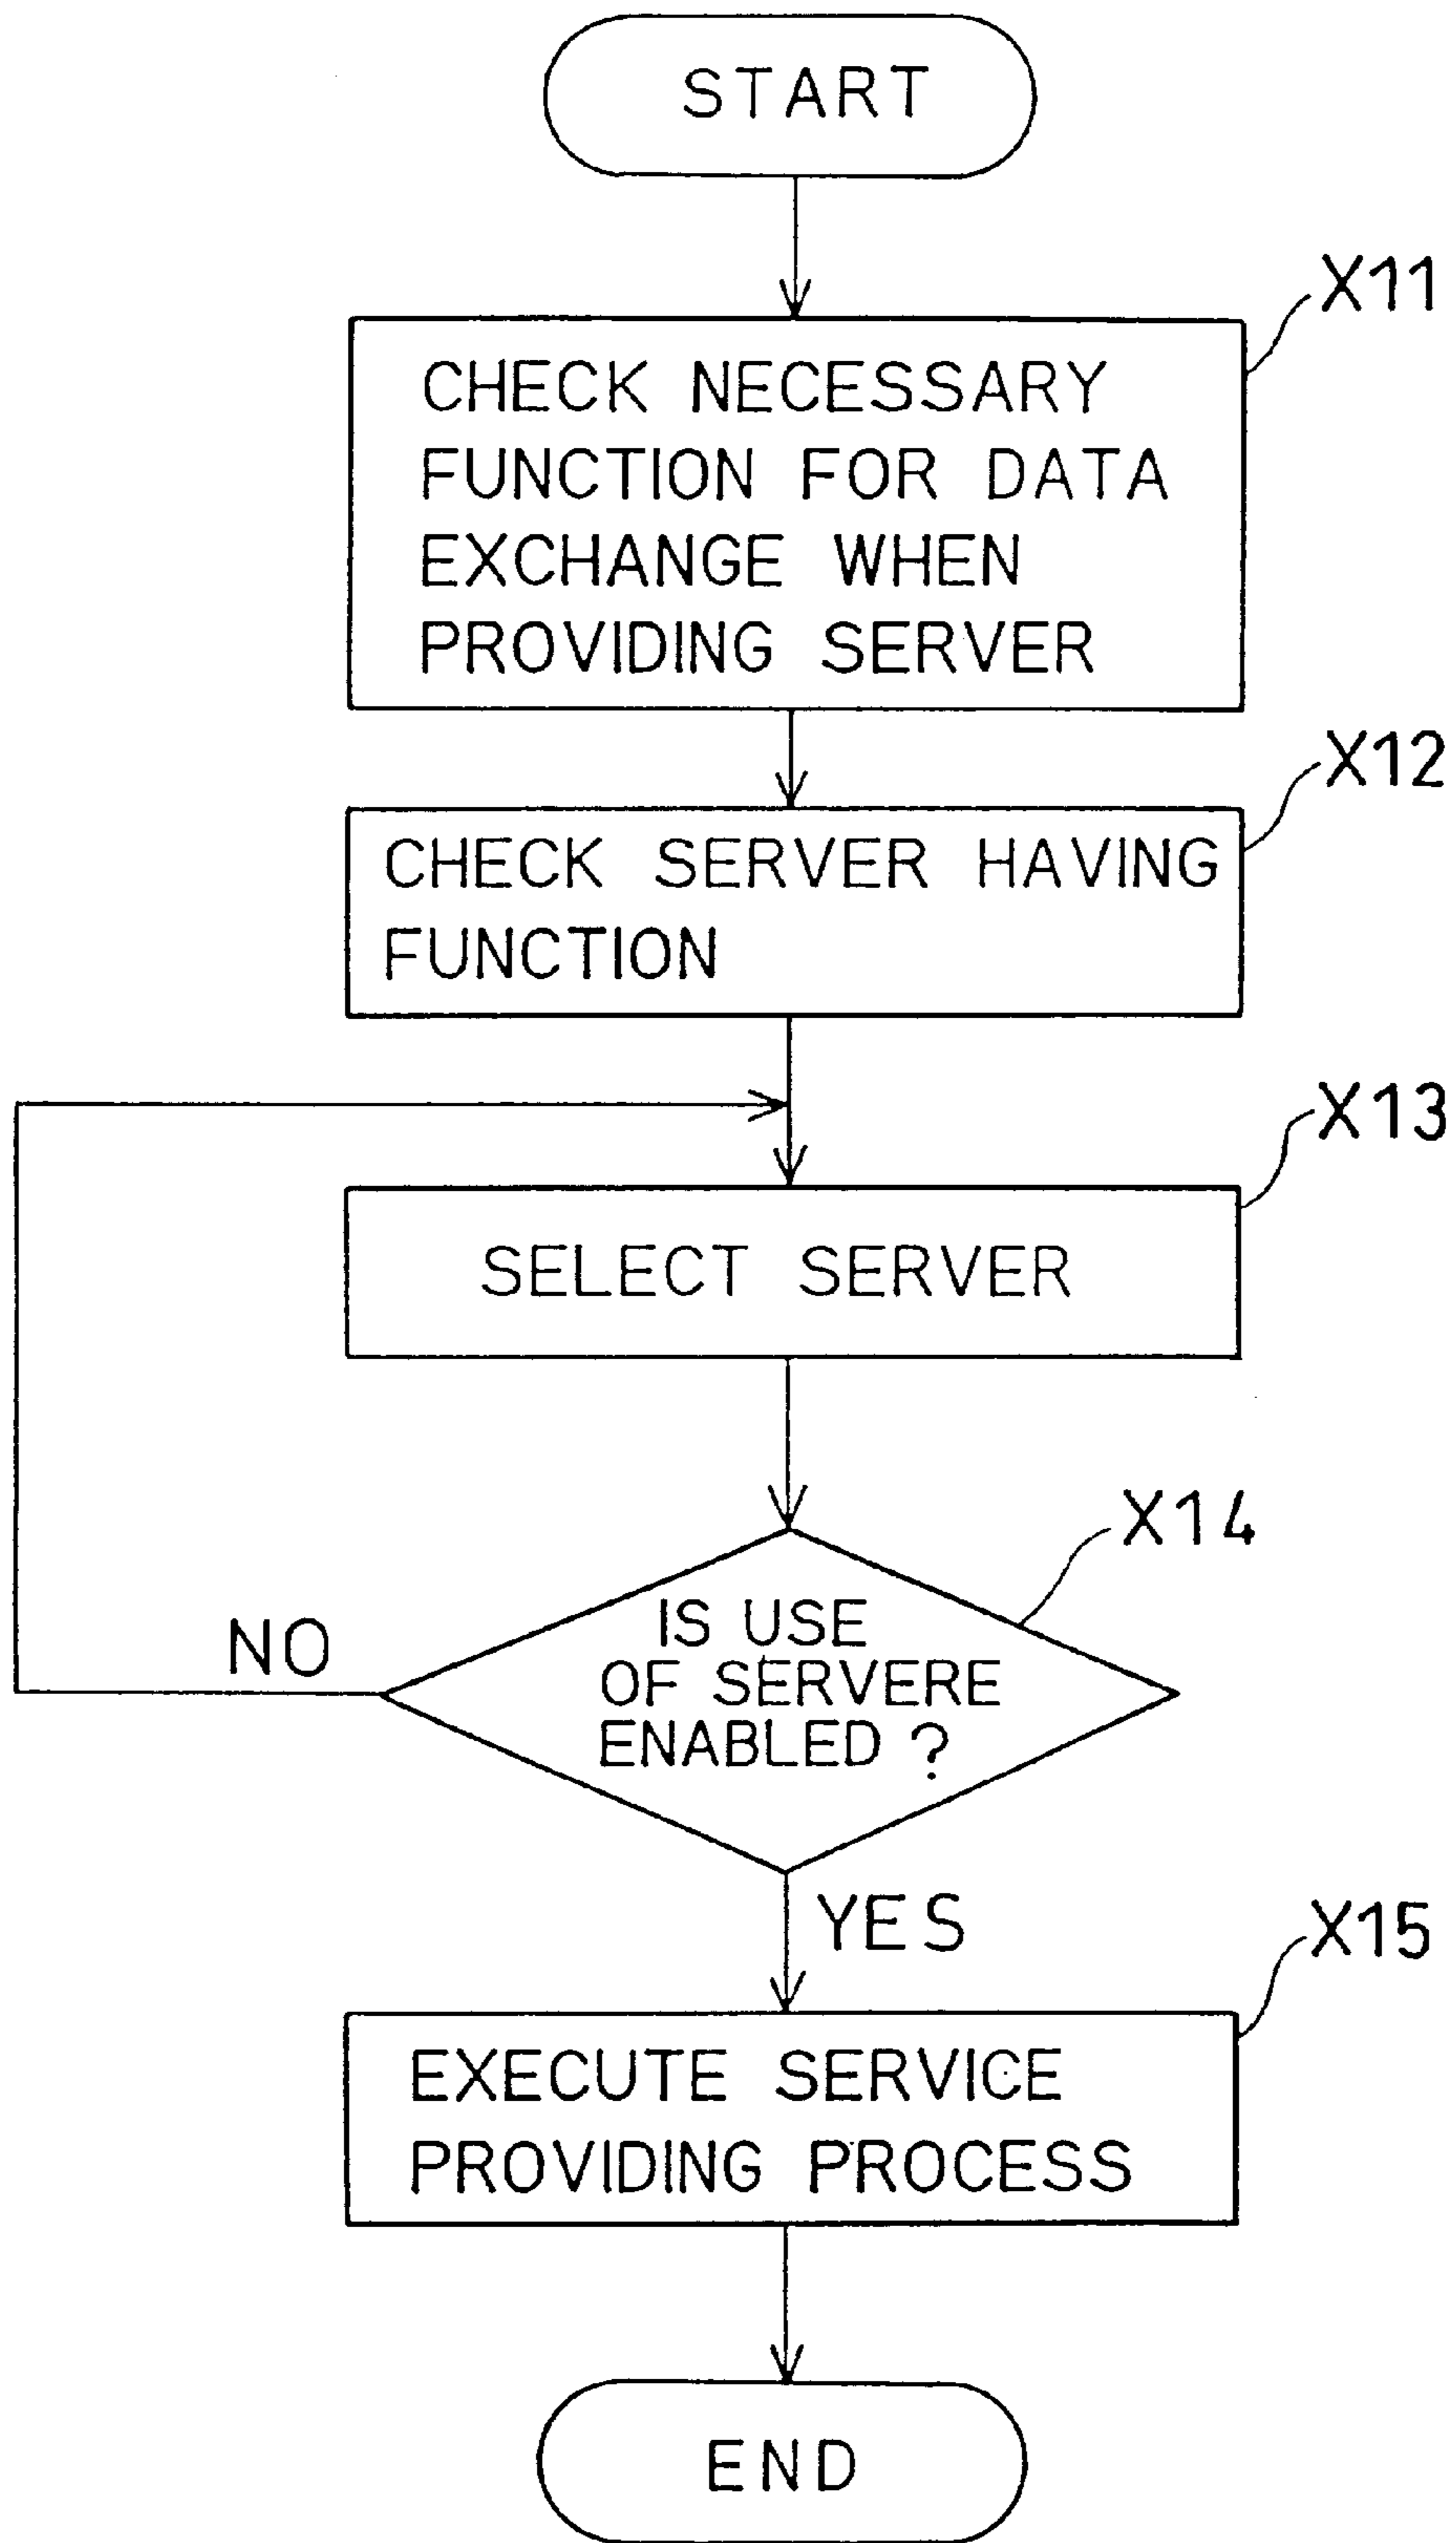 START
X11
CHECK NECESSARY
FUNCTION FOR DATA
EXCHANGE WHEN
PROVIDING SERVER
X12
CHECK SERVER HAVING
FUNCTION
X13
SELECT SERVER
X14
IS USE
OF SERVERE
ENABLED ?
NO
YES
X15
EXECUTE SERVICE
PROVIDING PROCESS
END